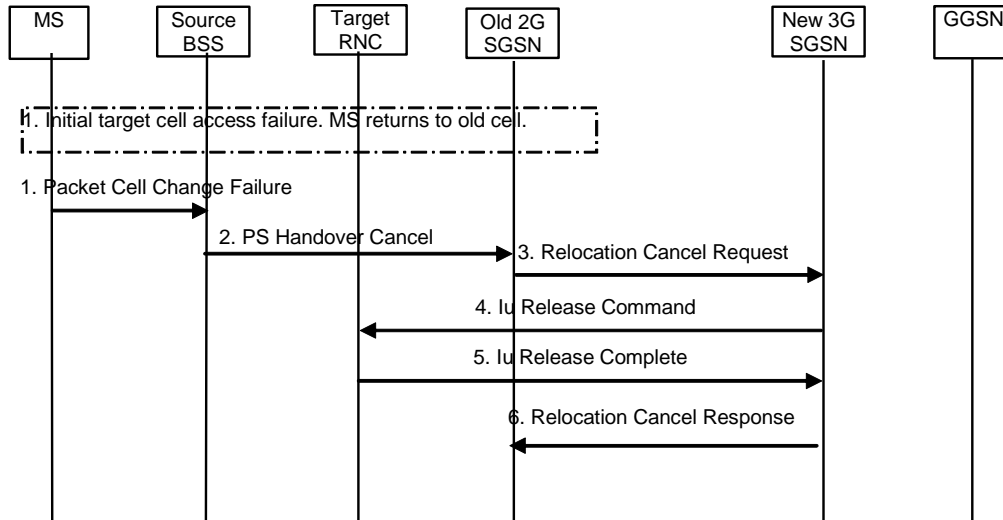 MS
Source
BSS
Target
RNC
Old 2G
SGSN
New 3G
SGSN
GGSN
1. Initial target cell access failure. MS returns to old cell.
1. Packet Cell Change Failure
2. PS Handover Cancel
3. Relocation Cancel Request
4. Iu Release Command
5. Iu Release Complete
6. Relocation Cancel Response